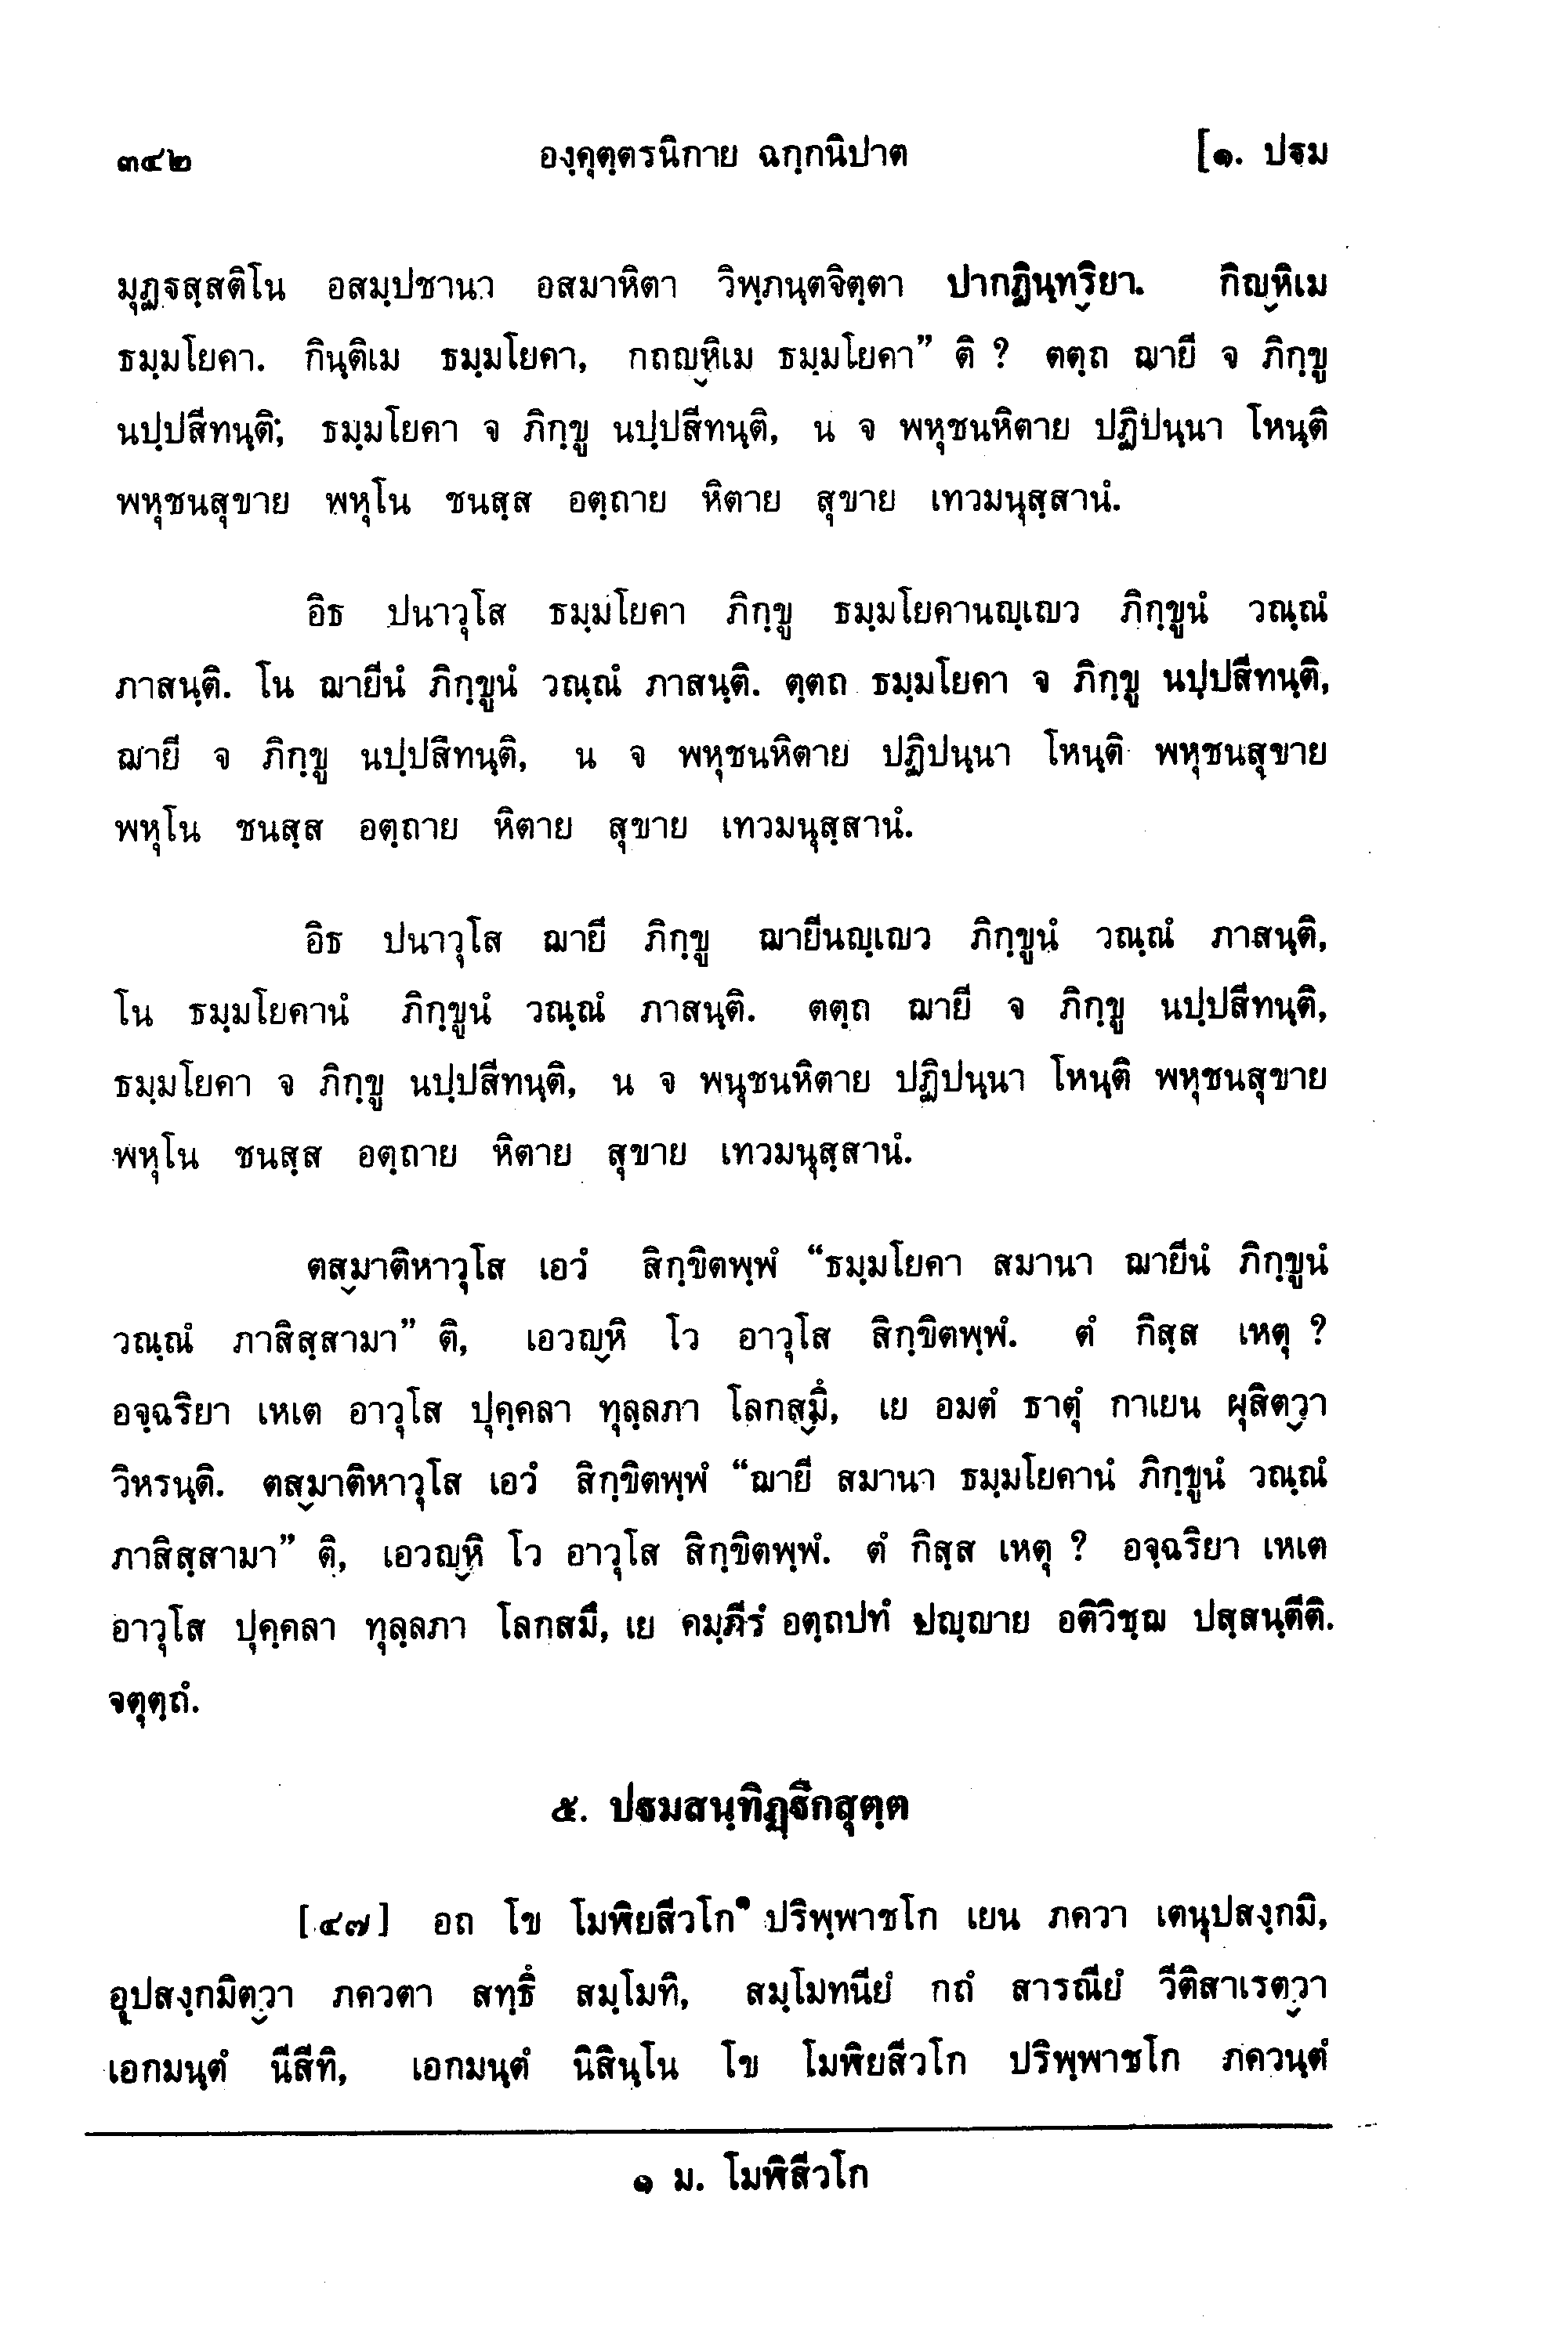 ๓๔๒ องฺคุตฺตรนิกาย ฉกฺกนิปาต [๑. ปฐม
มุฏฺฐสฺสติโน อสมฺปชานา อสมาหิตา วิพฺภนฺตจิตฺตา ปากฏินฺทฺริยา. กิญฺหิเม
ธมฺมโยคา. กินฺติเม ธมฺมโยคา, กถญฺหิเม ธมฺมโยคา” ติ ? ตตฺถ ฌายี จ ภิกฺขู
นปฺปสีทนฺติ; ธมฺมโยคา จ ภิกฺขู นปฺปสีทนฺติ, น จ พหุชนหิตาย ปฏิปนฺนา โหนฺติ
พหุชนสุขาย พหุโน ชนสฺส อตฺถาย หิตาย สุขาย เทวมนุสฺสานํ.
อิธ ปนาวุโส ธมฺมโยคา ภิกฺขู ธมฺมโยคานญฺเญว ภิกฺขูนํ วณฺณํ
ภาสนฺติ. โน ฌายีนํ ภิกฺขูนํ วณฺณํ ภาสนฺติ. ตฺตถ ธมฺมโยคา จ ภิกฺขู นปฺปสีทนฺติ,
ฌายี จ ภิกฺขู นปฺปสีทนฺติ, น จ พหุชนหิตาย ปฏิปนฺนา โหนฺติ พหุชนสุขาย
พหุโน ชนสฺส อตฺถาย หิตาย สุขาย เทวมนุสฺสานํ.
อิธ ปนาวุโส ฌายี ภิกฺขู ฌายีนญฺเญว ภิกฺขูนํ วณฺณํ ภาสนฺติ,
โน ธมฺมโยคานํ ภิกฺขูนํ วณฺณํ ภาสนฺติ. ตตฺถ ฌายี จ ภิกฺขู นปฺปสีทนฺติ,
ธมฺมโยคา จ ภิกฺขู นปฺปสีทนฺติ, น จ พนุชนหิตาย ปฏิปนฺนา โหนฺติ พหุชนสุขาย
พหุโน ชนสฺส อตฺถาย หิตาย สุขาย เทวมนุสฺสานํ.
ตสฺมาติหาวุโส เอวํ สิกฺขิตพฺพํ “ธมฺมโยคา สมานา ฌายีนํ ภิกฺขูนํ
วณฺณํ ภาสิสฺสามา” ติ, เอวญฺหิ โว อาวุโส สิกฺขิตพฺพํ. ตํ กิสฺส เหตุ ?
อจฺฉริยา เหเต อาวุโส ปุคฺคลา ทุลฺลภา โลกสฺมิํ, เย อมตํ ธาตุํ กาเยน ผุสิตฺวา
วิหรนฺติ. ตสฺมาติหาวุโส เอวํ สิกฺขิตพฺพํ “ฌายี สมานา ธมฺมโยคานํ ภิกฺขูนํ วณฺณํ
ภาสิสฺสามา” ติ, เอวญฺหิ โว อาวุโส สิกฺขิตพฺพํ. ตํ กิสฺส เหตุ ? อจฺฉริยา เหเต
อาวุโส ปุคฺคลา ทุลฺลภา โลกสมึ, เย คมฺภีรํ อตฺถปทํ ปญฺญาย อติวิชฺฌ ปสฺสนฺตีติ.
จตุตฺถํ.
๕. ปฐมสนฺทิฏฺฐิกสุตฺต
[๔๗] อถ โข โมพิยสีวโก๑ ปริพฺพาชโก เยน ภควา เตนุปสงฺกมิ,
อุปสงฺกมิตฺวา ภควตา สทฺธิํ สมฺโมทิ, สมฺโมทนียํ กถํ สารณียํ วีติสาเรตฺวา
เอกมนฺตํ นีสีทิ, เอกมนฺตํ นิสินฺโน โข โมพิยสีวโก ปริพฺพาชโก ภควนฺตํ
๑ ม. โมพิสีวโก